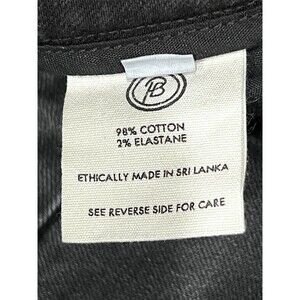 98% COTTON
2% ELASTANE
ETHICALLY MADE IN SRI LANKA
SEE REVERSE SIDE FOR CARE